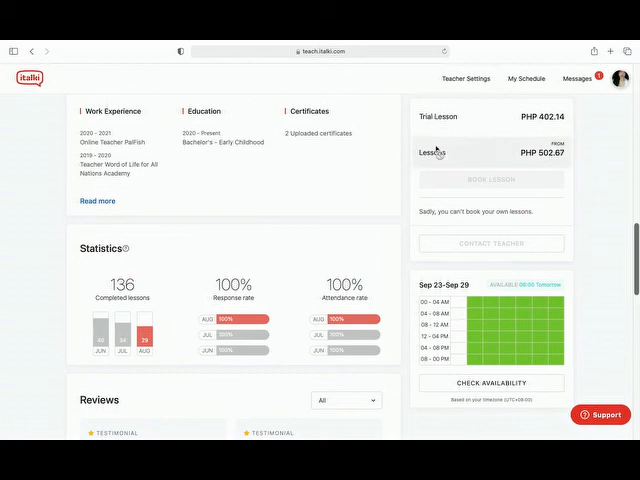 teach.italki.com
italki
Teacher Settings
My Schedule
Messages
1
Work Experience
Education
Certificates
2020 - 2021
Online Teacher PalFish
2019 - 2020
Teacher Word of Life for All
Nations Academy
2020 - Present
Bachelor's - Early Childhood
2 Uploaded certificates
Read more
Trial Lesson
PHP 402.14
FROM
Lessons
PHP 502.67
BOOK LESSON
Sadly, you can't book your own lessons.
CONTACT TEACHER
Statistics
136
Completed lessons
29
JUN
JUL
AUG
100%
Response rate
AUG
100%
JUL
100%
JUN
100%
100%
Attendance rate
AUG
100%
JUL
100%
JUN
100%
Sep 23-Sep 29
AVAILABLE 06:00 Tomorrow
00 - 04 AM
04 - 08 AM
08 - 12 AM
12 - 04 PM
04 - 08 PM
08 - 00 PM
CHECK AVAILABILITY
Based on your timezone (UTC+08:00)
Reviews
All
TESTIMONIAL
TESTIMONIAL
Support